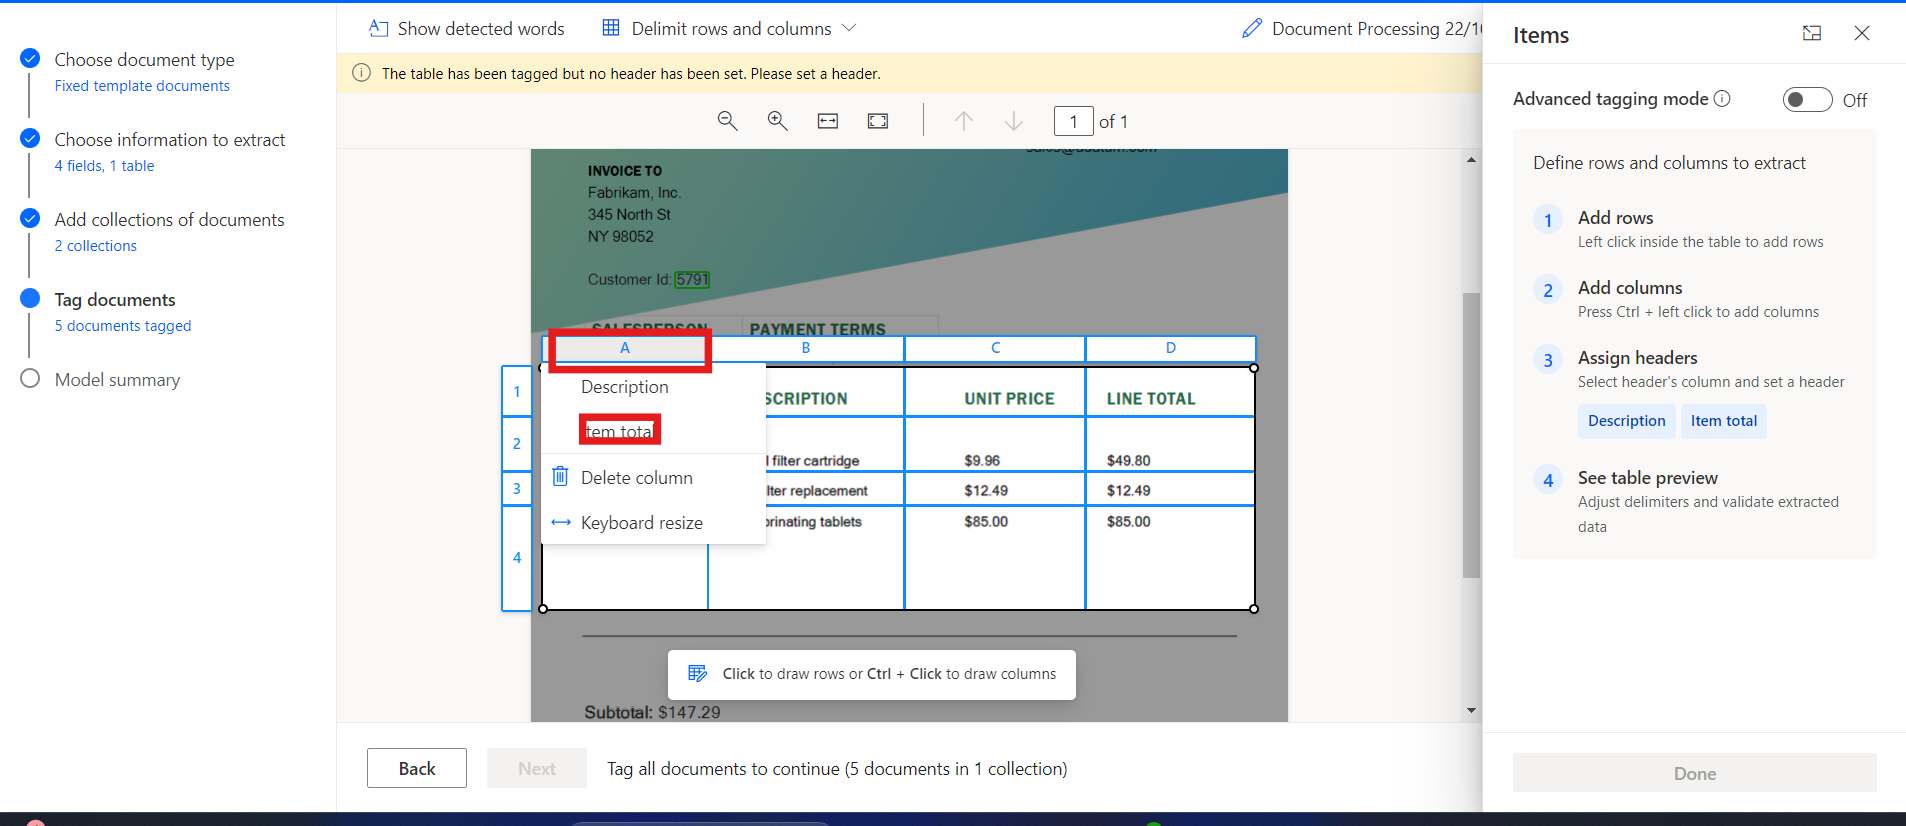 Show detected words
Delimit rows and columns
Document Processing 22/1
Items
Choose document type
Fixed template documents
The table has been tagged but no header has been set. Please set a header.
Advanced tagging mode
Off
1 of 1
Choose information to extract
4 fields, 1 table
Define rows and columns to extract
INVOICE TO
Fabrikam, Inc.
345 North St
NY 98052
Customer Id: 5791
Add collections of documents
2 collections
1 Add rows
Left click inside the table to add rows
2 Add columns
Press Ctrl + left click to add columns
Tag documents
5 documents tagged
SALESPERSON PAYMENT TERMS
A B C D
3 Assign headers
Select header's column and set a header
Description Item total
Model summary
Description
tem total
Delete column
Keyboard resize
1 SCRIPTION UNIT PRICE LINE TOTAL
2 l filter cartridge $9.96 $49.80
3 lter replacement $12.49 $12.49
orinating tablets $85.00 $85.00
4
4 See table preview
Adjust delimiters and validate extracted
data
Click to draw rows or Ctrl + Click to draw columns
Subtotal: $147.29
Back
Next
Tag all documents to continue (5 documents in 1 collection)
Done